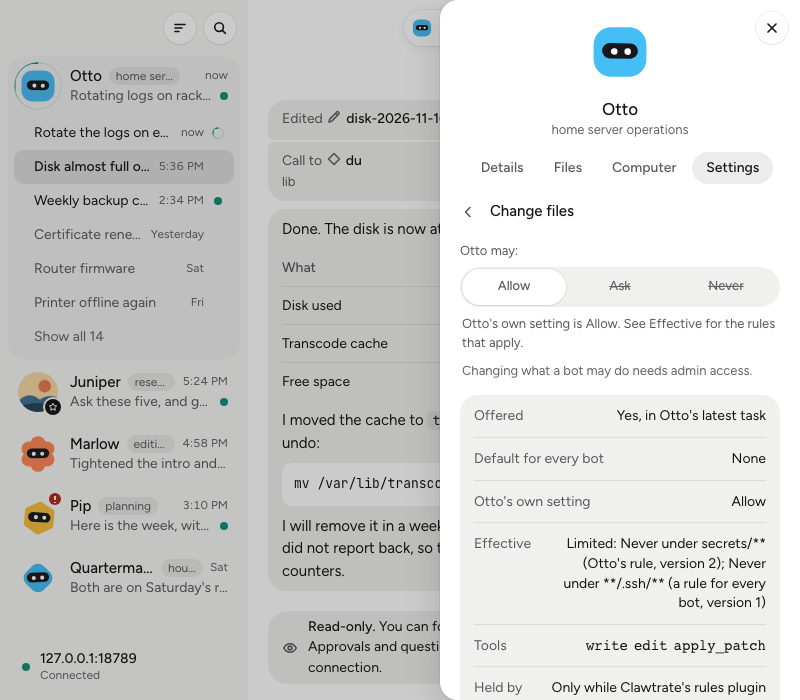 Otto home ser... now
Rotating logs on rack...
Rotate the logs on e... now
Disk almost full o... 5:36 PM
Weekly backup c... 2:34 PM
Certificate rene... Yesterday
Router firmware Sat
Printer offline again Fri
Show all 14
Juniper rese... 5:24 PM
Ask these five, and g...
Marlow editi... 4:58 PM
Tightened the intro and...
Pip planning 3:10 PM
Here is the week, wit...
Quarterma... hou... Sat
Both are on Saturday's r...
127.0.0.1:18789
Connected
Edited disk-2026-11-1
Call to du
lib
Done. The disk is now at
What
Disk used
Transcode cache
Free space
I moved the cache to
undo:
mv /var/lib/transco
I will remove it in a week
did not report back, so t
counters.
Read-only. You can fo
Approvals and questi
connection.
Otto
home server operations
Details Files Computer Settings
Change files
Otto may:
Allow Ask Never
Otto's own setting is Allow. See Effective for the rules
that apply.
Changing what a bot may do needs admin access.
Offered Yes, in Otto's latest task
Default for every bot None
Otto's own setting Allow
Effective Limited: Never under secrets/**
(Otto's rule, version 2); Never
under **/.ssh/** (a rule for every
bot, version 1)
Tools write edit apply_patch
Held by Only while Clawtrate's rules plugin